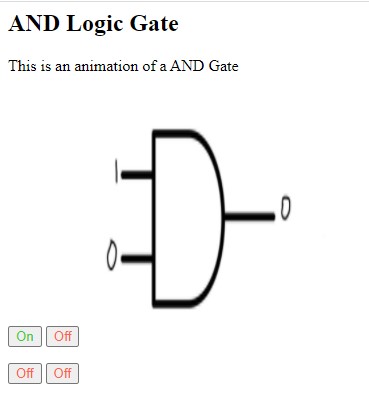 AND Logic Gate
This is an animation of a AND Gate
1
0
0
On Off
Off Off